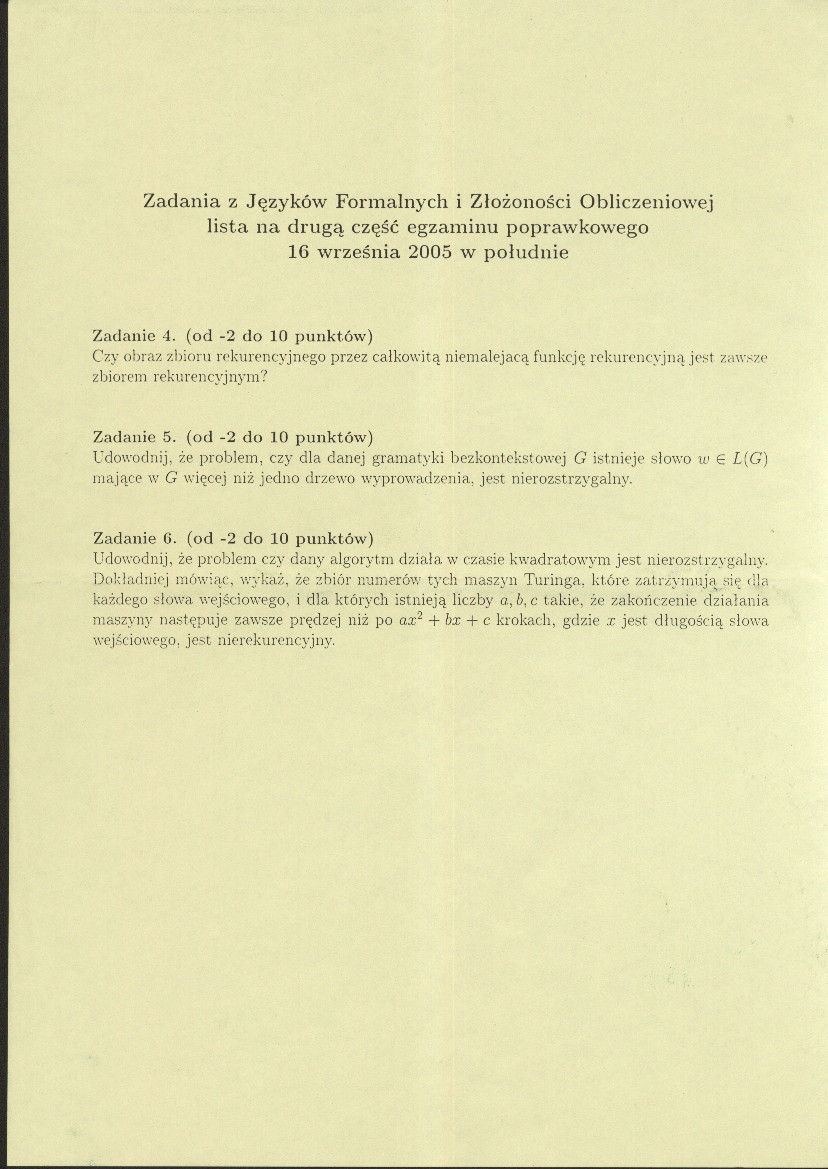 Zadania z Języków Formalnych i Złożoności Obliczeniowej
lista na drugą część egzaminu poprawkowego
16 września 2005 w południe
Zadanie 4. (od -2 do 10 punktów)
Czy obraz zbioru rekurencyjnego przez całkowitą niemalejacą funkcję rekurencyjną jest zawsze
zbiorem rekurencyjnym?
Zadanie 5. (od -2 do 10 punktów)
Udowodnij, że problem, czy dla danej gramatyki bezkontekstowej G istnieje słowo w ∈ L(G)
mające w G więcej niż jedno drzewo wyprowadzenia, jest nierozstrzygalny.
Zadanie 6. (od -2 do 10 punktów)
Udowodnij, że problem czy dany algorytm działa w czasie kwadratowym jest nierozstrzygalny.
Dokładniej mówiąc, wykaż, że zbiór numerów tych maszyn Turinga, które zatrzymują się dla
każdego słowa wejściowego, i dla których istnieją liczby a, b, c takie, że zakończenie działania
maszyny następuje zawsze prędzej niż po ax² + bx + c krokach, gdzie x jest długością słowa
wejściowego, jest nierekurencyjny.